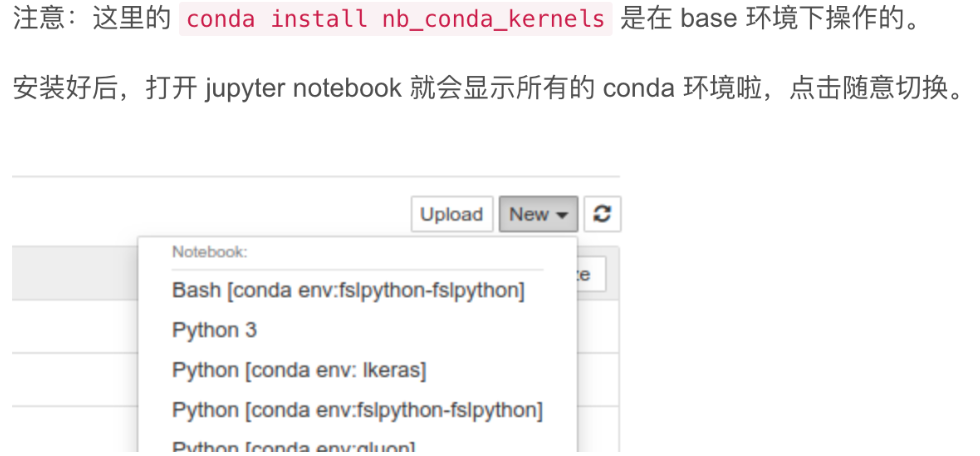 注意：这里的 conda install nb_conda_kernels 是在 base 环境下操作的。
安装好后，打开 jupyter notebook 就会显示所有的 conda 环境啦，点击随意切换。
Upload New
Notebook:
Bash [conda env:fslpython-fslpython]
Python 3
Python [conda env: lkeras]
Python [conda env:fslpython-fslpython]
Python [conda env:gluon]